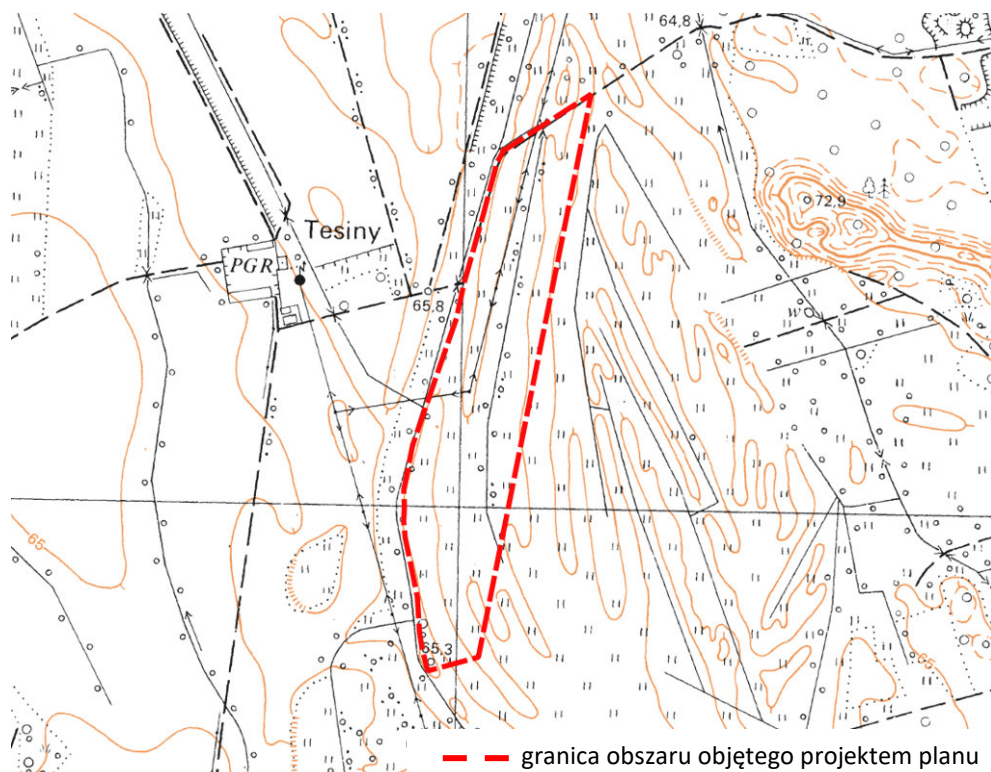 64,8
72,9
Tesiny
PGR
65,8
W
65
65,3
65
granica obszaru objętego projektem planu